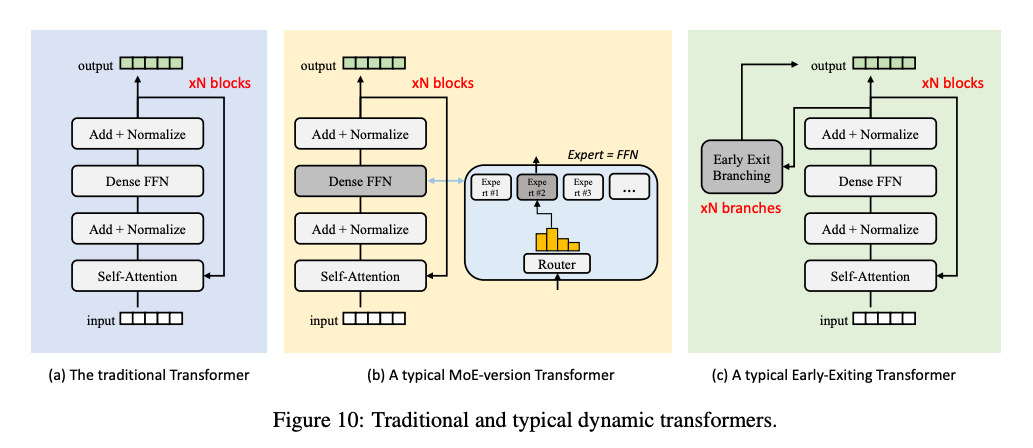 output
xN blocks
Add + Normalize
Dense FFN
Add + Normalize
Self-Attention
input
(a) The traditional Transformer
output
xN blocks
Add + Normalize
Dense FFN
Add + Normalize
Self-Attention
input
Expert = FFN
Expe
rt #1
Expe
rt #2
Expe
rt #3
...
Router
(b) A typical MoE-version Transformer
output
xN blocks
Early Exit
Branching
xN branches
Add + Normalize
Dense FFN
Add + Normalize
Self-Attention
input
(c) A typical Early-Exiting Transformer
Figure 10: Traditional and typical dynamic transformers.